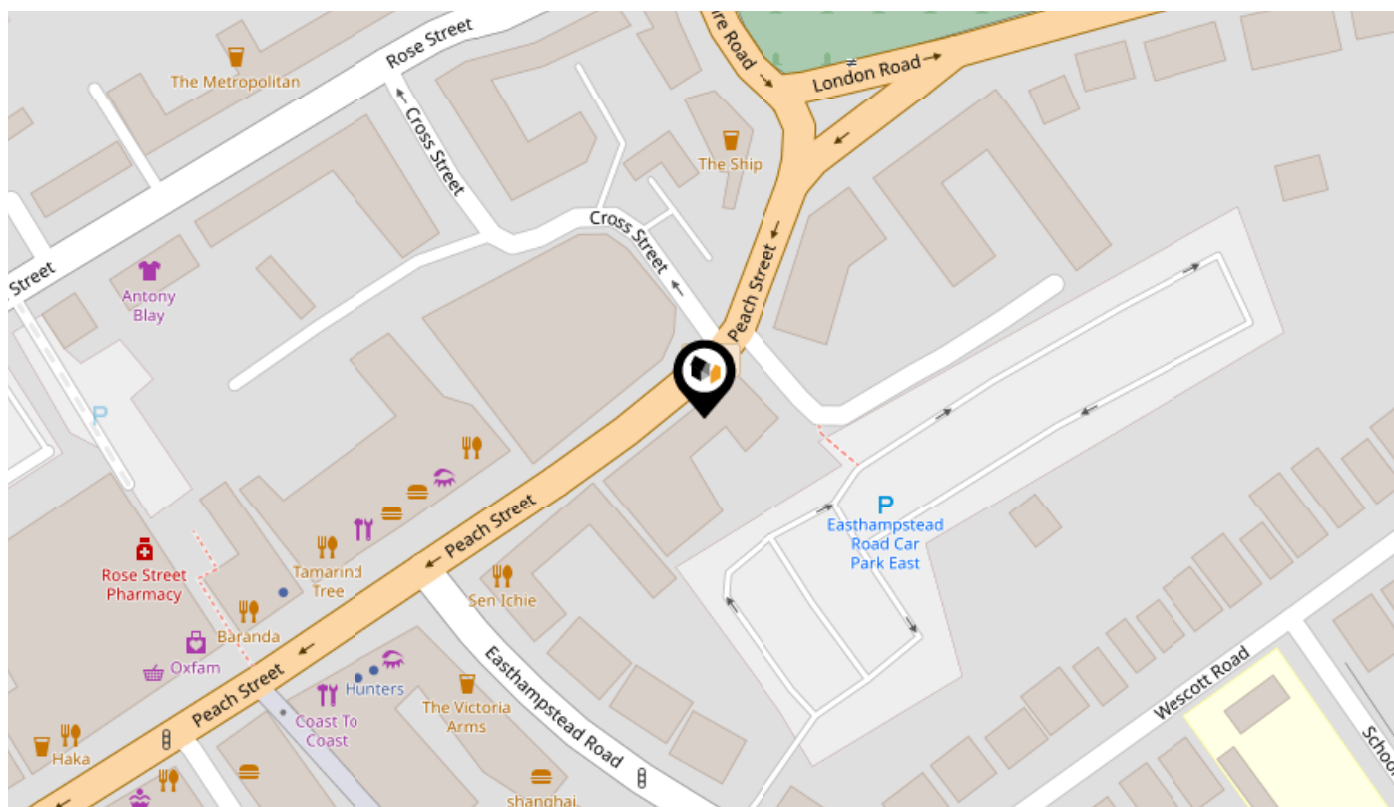 Rose Street
The Metropolitan
London Road
Cross Street
The Ship
Cross Street
Street
Antony
Blay
Peach Street
P
P
Easthampstead
Road Car
Park East
Peach Street
Rose Street
Pharmacy
Tamarind
Tree
Sen Ichie
Baranda
Oxfam
Peach Street
Hunters
Coast To
Coast
The Victoria
Arms
Easthampstead Road
Wescott Road
Haka
shanghai